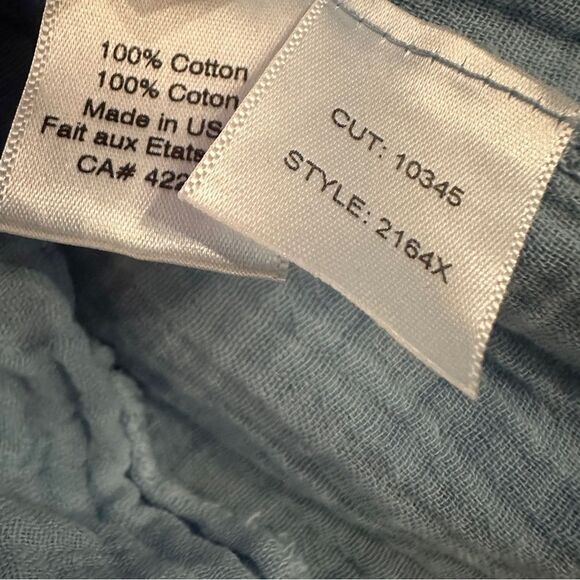 100% Cotton
100% Coton
Made in US
Fait aux Etats
CA# 422
CUT: 10345
STYLE: 2164X